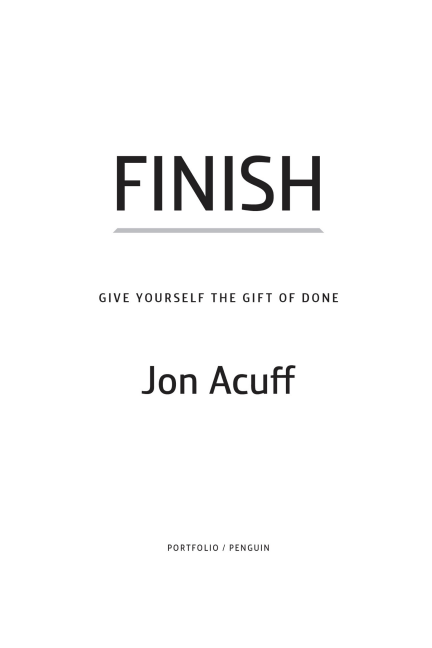 FINISH
GIVE YOURSELF THE GIFT OF DONE
Jon Acuff
PORTFOLIO / PENGUIN